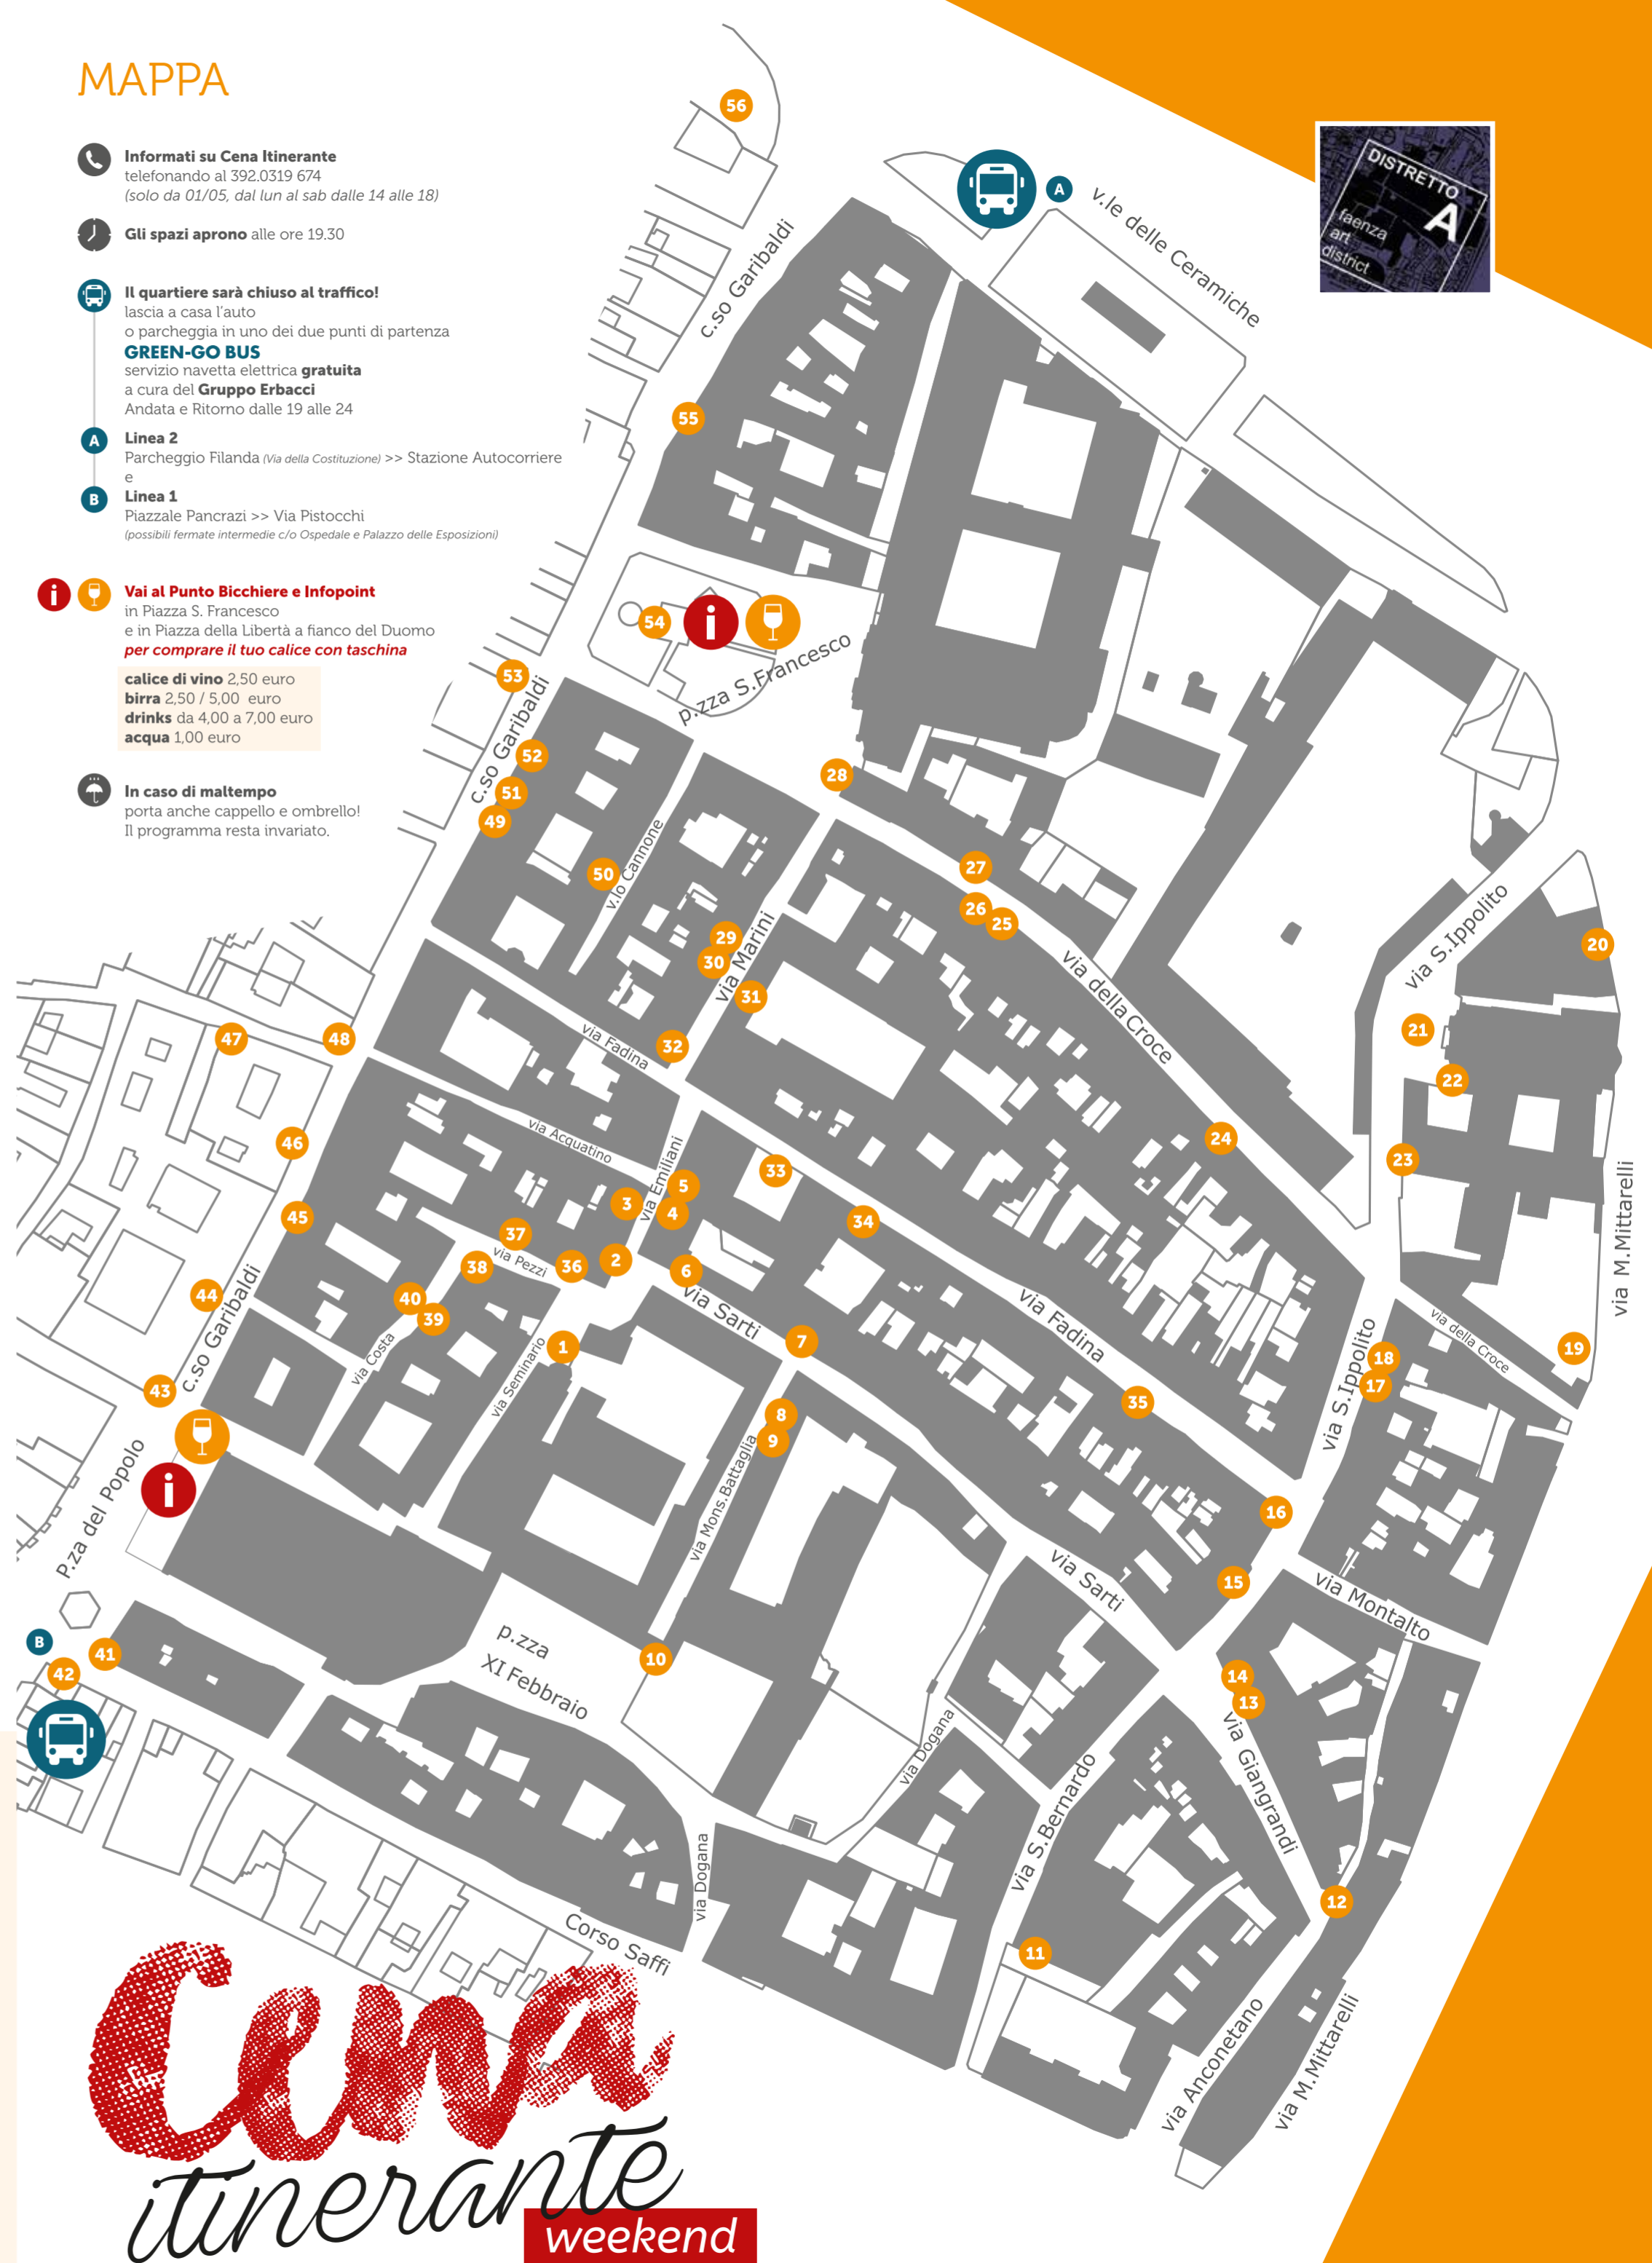 MAPPA
Informati su Cena Itinerante
telefonando al 392.0319 674
(solo da 01/05, dal lun al sab dalle 14 alle 18)
Gli spazi aprono alle ore 19.30
Il quartiere sarà chiuso al traffico!
lascia a casa l'auto
o parcheggia in uno dei due punti di partenza
GREEN-GO BUS
servizio navetta elettrica gratuita
a cura del Gruppo Erbacci
Andata e Ritorno dalle 19 alle 24
A
Linea 2
Parcheggio Filanda (Via della Costituzione) >> Stazione Autocorriere
e
B
Linea 1
Piazzale Pancrazi >> Via Pistocchi
(possibili fermate intermedie c/o Ospedale e Palazzo delle Esposizioni)
i
Vai al Punto Bicchiere e Infopoint
in Piazza S. Francesco
e in Piazza della Libertà a fianco del Duomo
per comprare il tuo calice con taschina
calice di vino 2,50 euro
birra 2,50 / 5,00 euro
drinks da 4,00 a 7,00 euro
acqua 1,00 euro
In caso di maltempo
porta anche cappello e ombrello!
Il programma resta invariato.
DISTRETTO
A
faenza
art
district
56
A
v.le delle Ceramiche
c.so Garibaldi
55
54
i
p.zza S.Francesco
53
c.so Garibaldi
52
51
49
50
v.lo Cannone
28
27
26
25
29
30
via Marini
31
32
via Fadina
via della Croce
via S.Ippolito
20
21
22
23
24
via M.Mittarelli
47
48
46
45
44
c.so Garibaldi
43
via Acquatino
via Emiliani
3
5
4
33
34
37
via Pezzi
38
36
2
6
via Sarti
40
39
via Costa
via Seminario
1
7
via Fadina
35
via S.Ippolito
18
17
via della Croce
19
8
9
via Mons.Battaglia
16
15
via Sarti
via Montalto
P.za del Popolo
i
B
41
42
p.zza
XI Febbraio
10
14
13
via Giangrandi
via Dogana
via S.Bernardo
via Dogana
12
11
Corso Saffi
via Anconetano
via M.Mittarelli
Cena
itinerante
weekend